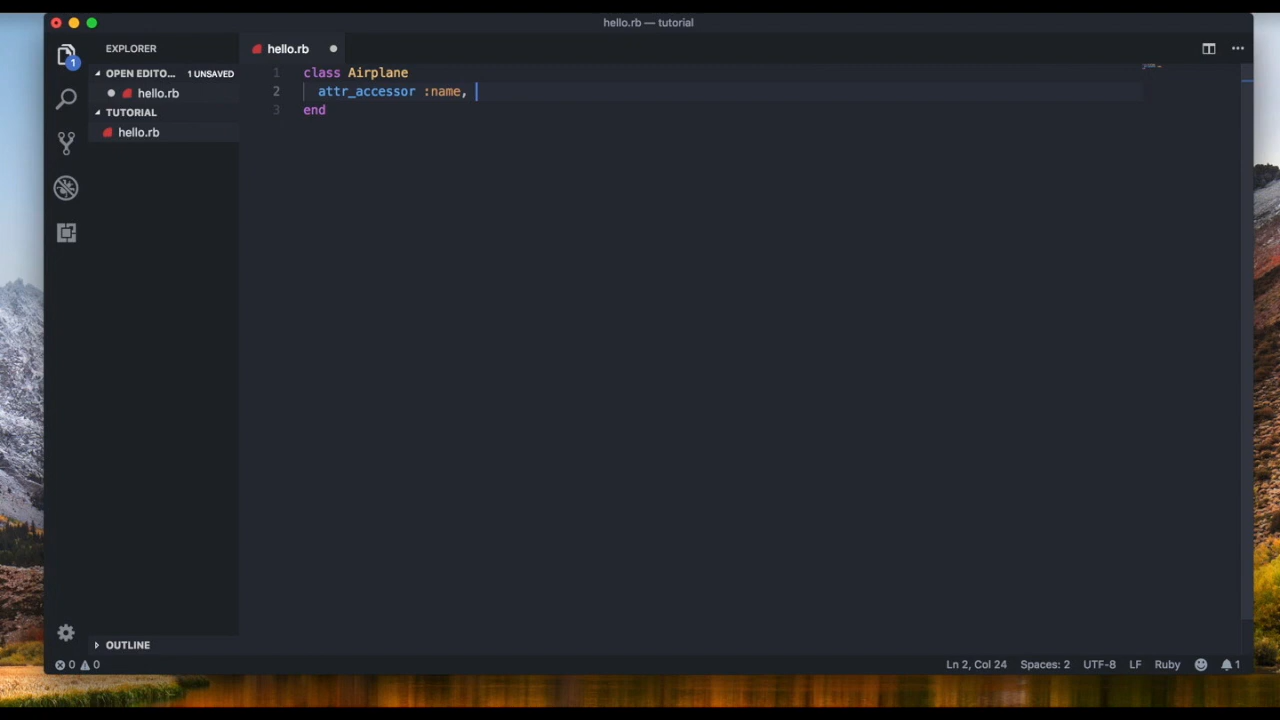 hello.rb — tutorial
EXPLORER
hello.rb
OPEN EDITO... 1 UNSAVED
hello.rb
TUTORIAL
hello.rb
1 class Airplane
2 attr_accessor :name,
3 end
1
OUTLINE
0 0
Ln 2, Col 24 Spaces: 2 UTF-8 LF Ruby 1